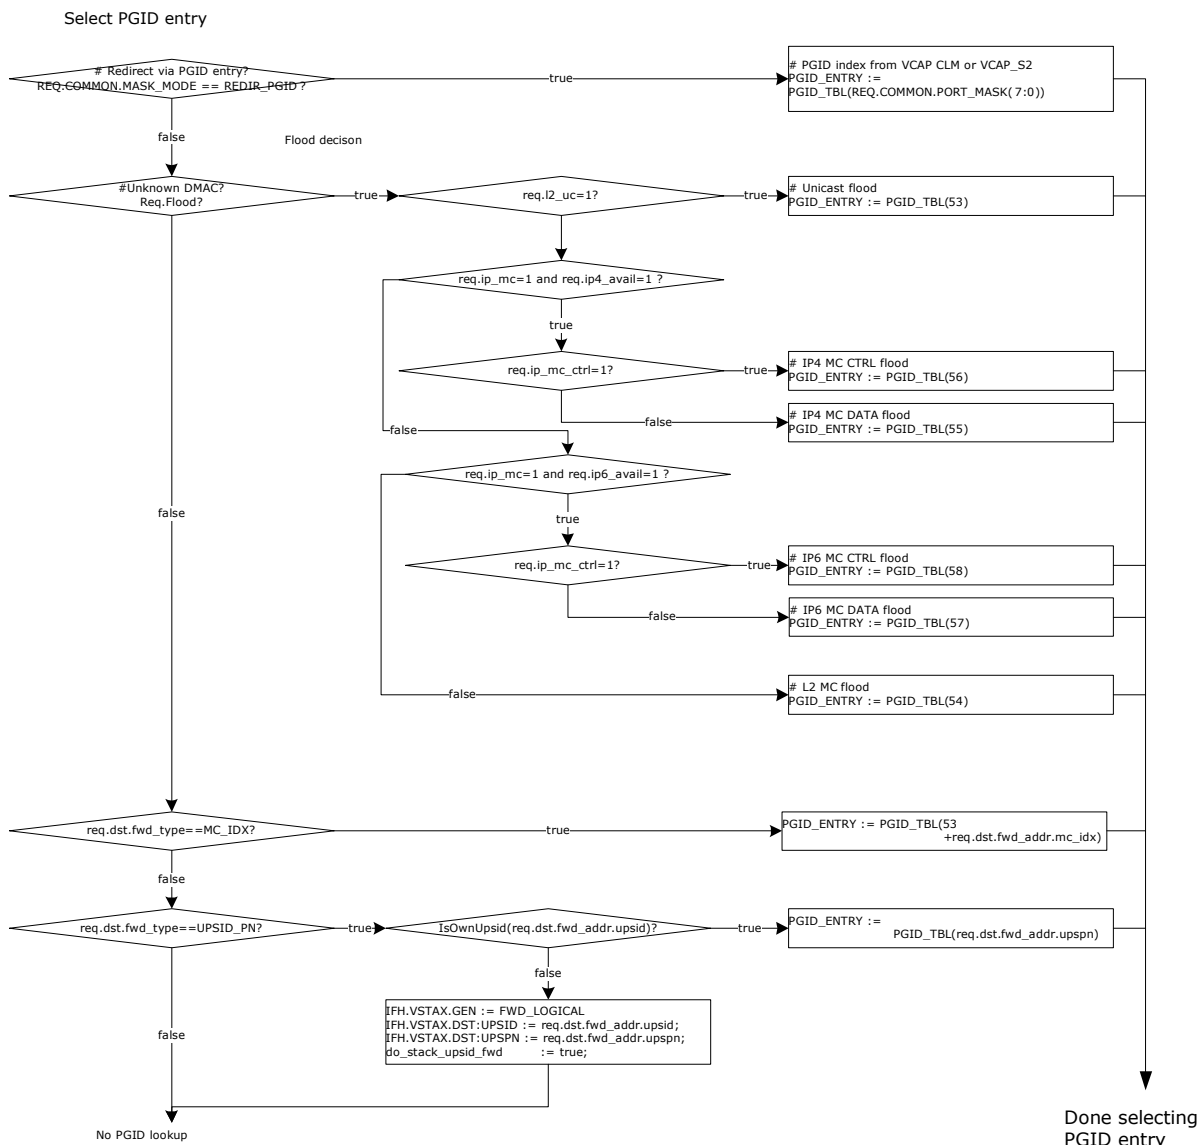 Select PGID entry
# Redirect via PGID entry?
REQ.COMMON.MASK_MODE == REDIR_PGID?
true
# PGID index from VCAP CLM or VCAP_S2
PGID_ENTRY :=
PGID_TBL(REQ.COMMON.PORT_MASK(7:0))
false
Flood decison
#Unknown DMAC?
Req.Flood?
true
req.l2_uc=1?
true
# Unicast flood
PGID_ENTRY := PGID_TBL(53)
req.ip_mc=1 and req.ip4_avail=1 ?
true
req.ip_mc_ctrl=1?
true
# IP4 MC CTRL flood
PGID_ENTRY := PGID_TBL(56)
false
# IP4 MC DATA flood
PGID_ENTRY := PGID_TBL(55)
false
req.ip_mc=1 and req.ip6_avail=1 ?
false
true
req.ip_mc_ctrl=1?
true
# IP6 MC CTRL flood
PGID_ENTRY := PGID_TBL(58)
false
# IP6 MC DATA flood
PGID_ENTRY := PGID_TBL(57)
false
# L2 MC flood
PGID_ENTRY := PGID_TBL(54)
req.dst.fwd_type==MC_IDX?
true
PGID_ENTRY := PGID_TBL(53
+req.dst.fwd_addr.mc_idx)
false
req.dst.fwd_type==UPSID_PN?
true
IsOwnUpsid(req.dst.fwd_addr.upsid)?
true
PGID_ENTRY :=
PGID_TBL(req.dst.fwd_addr.upspn)
false
IFH.VSTAX.GEN := FWD_LOGICAL
IFH.VSTAX.DST:UPSID := req.dst.fwd_addr.upsid;
IFH.VSTAX.DST:UPSPN := req.dst.fwd_addr.upspn;
do_stack_upsid_fwd := true;
false
No PGID lookup
Done selecting
PGID entry